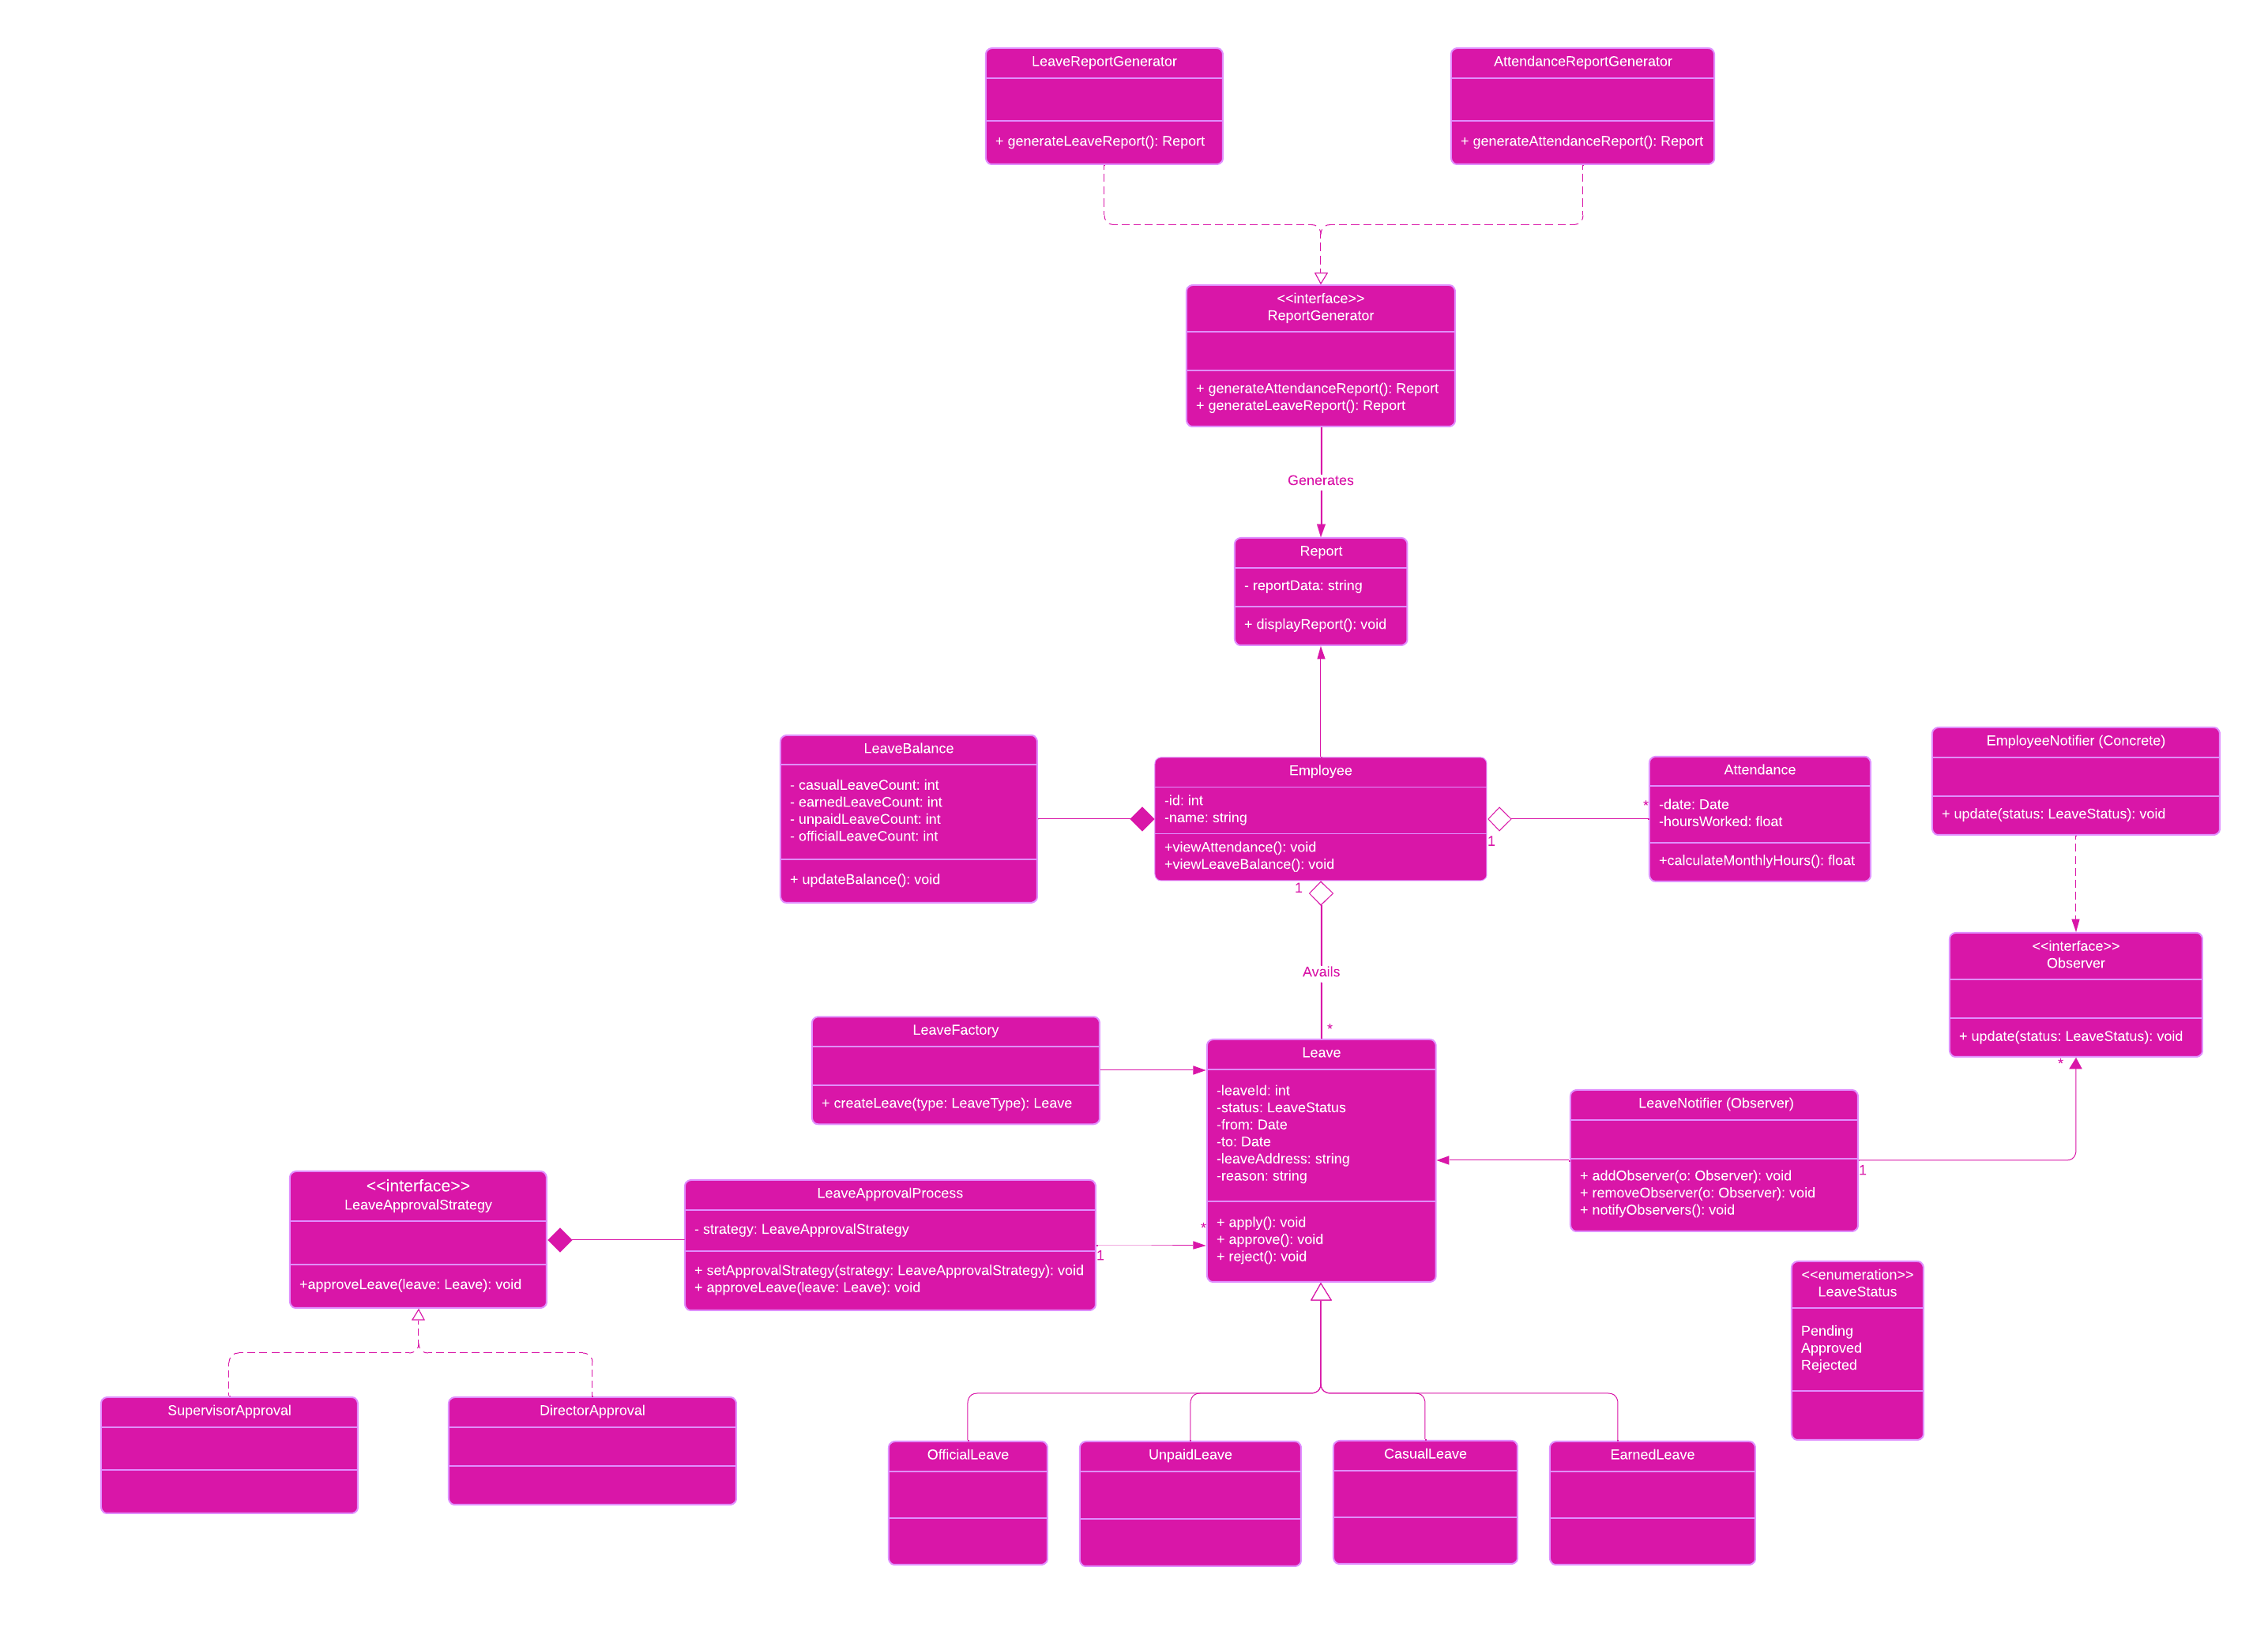 LeaveReportGenerator
+ generateLeaveReport(): Report
AttendanceReportGenerator
+ generateAttendanceReport(): Report
<<interface>>
ReportGenerator
+ generateAttendanceReport(): Report
+ generateLeaveReport(): Report
Generates
Report
- reportData: string
+ displayReport(): void
LeaveBalance
- casualLeaveCount: int
- earnedLeaveCount: int
- unpaidLeaveCount: int
- officialLeaveCount: int
+ updateBalance(): void
Employee
-id: int
-name: string
+viewAttendance(): void
+viewLeaveBalance(): void
1
*
Attendance
-date: Date
-hoursWorked: float
+calculateMonthlyHours(): float
EmployeeNotifier (Concrete)
+ update(status: LeaveStatus): void
<<interface>>
Observer
+ update(status: LeaveStatus): void
*
1
Avails
*
LeaveFactory
+ createLeave(type: LeaveType): Leave
Leave
-leaveId: int
-status: LeaveStatus
-from: Date
-to: Date
-leaveAddress: string
-reason: string
+ apply(): void
+ approve(): void
+ reject(): void
LeaveNotifier (Observer)
+ addObserver(o: Observer): void
+ removeObserver(o: Observer): void
+ notifyObservers(): void
1
<<interface>>
LeaveApprovalStrategy
+approveLeave(leave: Leave): void
LeaveApprovalProcess
- strategy: LeaveApprovalStrategy
+ setApprovalStrategy(strategy: LeaveApprovalStrategy): void
+ approveLeave(leave: Leave): void
1
*
<<enumeration>>
LeaveStatus
Pending
Approved
Rejected
SupervisorApproval
DirectorApproval
OfficialLeave
UnpaidLeave
CasualLeave
EarnedLeave